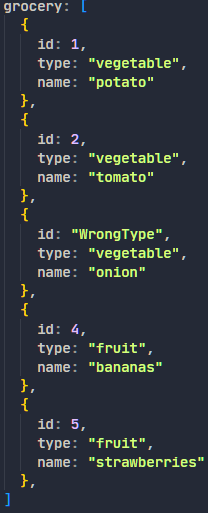 grocery: [
  {
    id: 1,
    type: "vegetable",
    name: "potato"
  },
  {
    id: 2,
    type: "vegetable",
    name: "tomato"
  },
  {
    id: "WrongType",
    type: "vegetable",
    name: "onion"
  },
  {
    id: 4,
    type: "fruit",
    name: "bananas"
  },
  {
    id: 5,
    type: "fruit",
    name: "strawberries"
  },
]